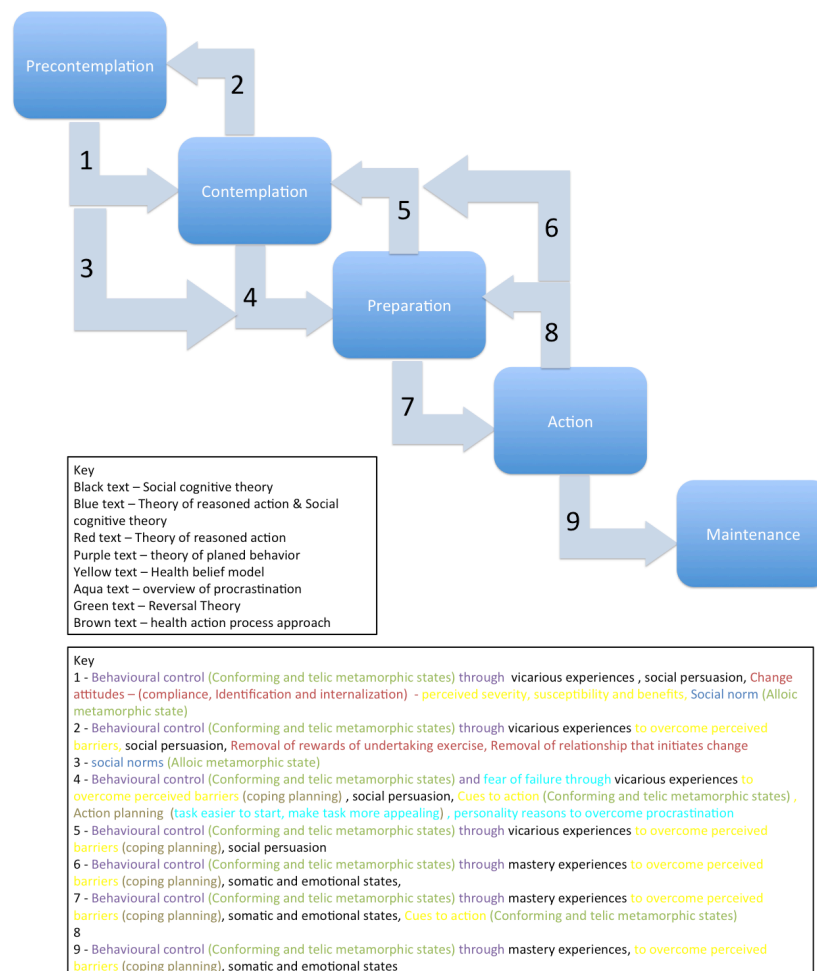 Precontemplation
2
1
Contemplation
5
6
3
4
Preparation
8
7
Action
9
Maintenance
Key
Black text – Social cognitive theory
Blue text – Theory of reasoned action & Social
cognitive theory
Red text – Theory of reasoned action
Purple text – theory of planed behavior
Yellow text – Health belief model
Aqua text – overview of procrastination
Green text – Reversal Theory
Brown text – health action process approach
Key
1 - Behavioural control (Conforming and telic metamorphic states) through vicarious experiences , social persuasion, Change
attitudes – (compliance, Identification and internalization) - perceived severity, susceptibility and benefits, Social norm (Alloic
metamorphic state)
2 - Behavioural control (Conforming and telic metamorphic states) through vicarious experiences to overcome perceived
barriers, social persuasion, Removal of rewards of undertaking exercise, Removal of relationship that initiates change
3 - social norms (Alloic metamorphic state)
4 - Behavioural control (Conforming and telic metamorphic states) and fear of failure through vicarious experiences to
overcome perceived barriers (coping planning) , social persuasion, Cues to action (Conforming and telic metamorphic states) ,
Action planning (task easier to start, make task more appealing) , personality reasons to overcome procrastination
5 - Behavioural control (Conforming and telic metamorphic states) through vicarious experiences to overcome perceived
barriers (coping planning), social persuasion
6 - Behavioural control (Conforming and telic metamorphic states) through mastery experiences to overcome perceived
barriers (coping planning), somatic and emotional states,
7 - Behavioural control (Conforming and telic metamorphic states) through mastery experiences to overcome perceived
barriers (coping planning), somatic and emotional states, Cues to action (Conforming and telic metamorphic states)
8
9 - Behavioural control (Conforming and telic metamorphic states) through mastery experiences, to overcome perceived
barriers (coping planning), somatic and emotional states